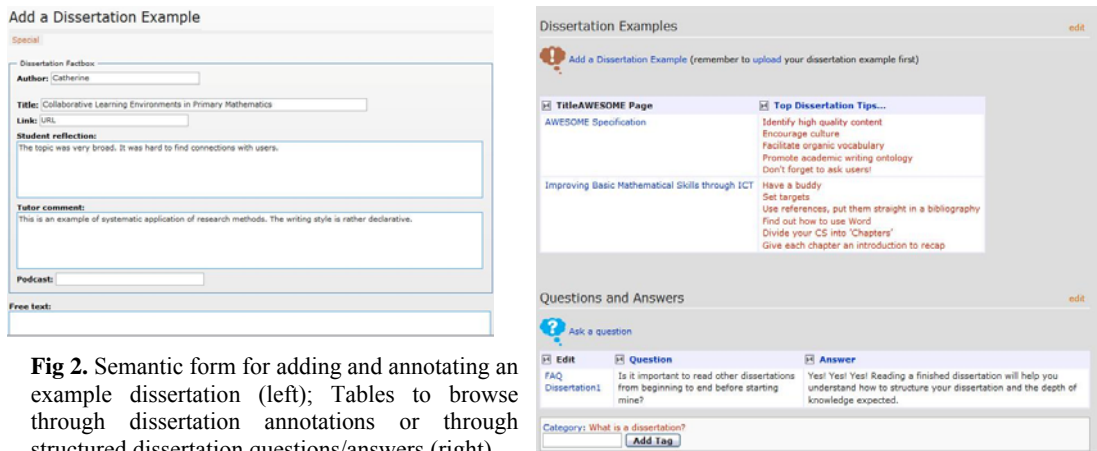 Add a Dissertation Example
Special
Dissertation Factbox
Author: Catherine
Title: Collaborative Learning Environments in Primary Mathematics
Link: URL
Student reflection:
The topic was very broad. It was hard to find connections with users.
Tutor comment:
This is an example of systematic application of research methods. The writing style is rather declarative.
Podcast:
Free text:
Fig 2. Semantic form for adding and annotating an
example dissertation (left); Tables to browse
through dissertation annotations or through
structured dissertation questions/answers (right)
Dissertation Examples edit
Add a Dissertation Example (remember to upload your dissertation example first)
TitleAWESOME Page Top Dissertation Tips...
AWESOME Specification Identify high quality content
Encourage culture
Facilitate organic vocabulary
Promote academic writing ontology
Don't forget to ask users!
Improving Basic Mathematical Skills through ICT Have a buddy
Set targets
Use references, put them straight in a bibliography
Find out how to use Word
Divide your CS into 'Chapters'
Give each chapter an introduction to recap
Questions and Answers edit
Ask a question
Edit Question Answer
FAQ Is it important to read other dissertations Yes! Yes! Yes! Reading a finished dissertation will help you
Dissertation1 from beginning to end before starting understand how to structure your dissertation and the depth of
mine? knowledge expected.
Category: What is a dissertation?
Add Tag